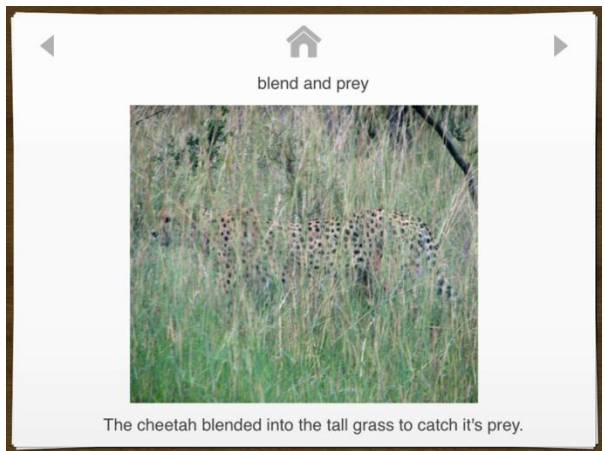 blend and prey
The cheetah blended into the tall grass to catch it's prey.